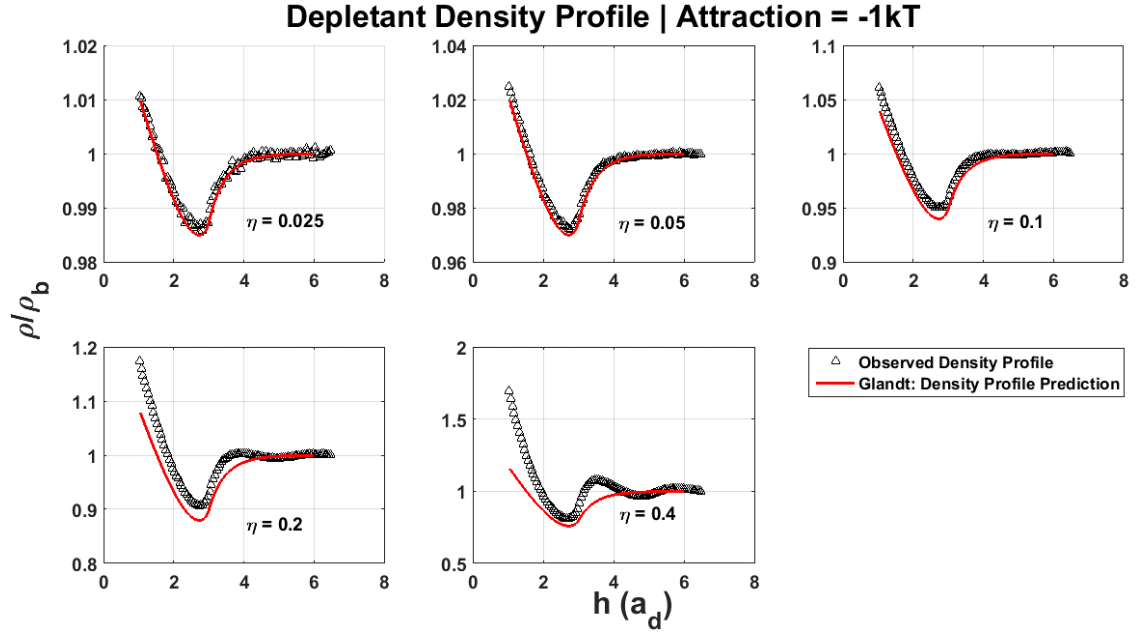 Depletant Density Profile | Attraction = -1kT
1.02
1.01
1
0.99
0.98
0 2 4 6 8
η = 0.025
1.04
1.02
1
0.98
0.96
0 2 4 6 8
η = 0.05
1.1
1.05
1
0.95
0.9
0 2 4 6 8
η = 0.1
ρ/ρb
1.2
1.1
1
0.9
0.8
0 2 4 6 8
η = 0.2
2
1.5
1
0.5
0 2 4 6 8
η = 0.4
Observed Density Profile
Glandt: Density Profile Prediction
h (ad)